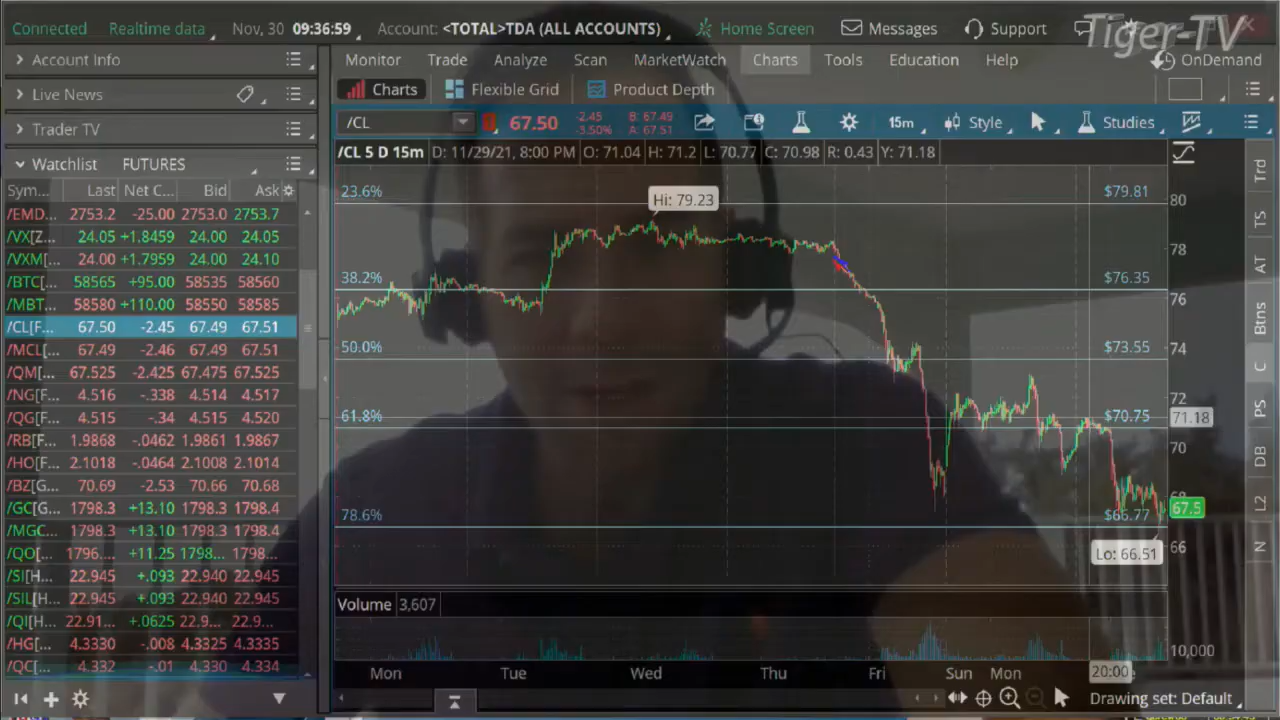 Connected Realtime data Nov, 30 09:36:59 Account: <TOTAL>TDA (ALL ACCOUNTS) Home Screen Messages Support
Tiger-TV
OnDemand
Account Info
Live News
Trader TV
Watchlist FUTURES
Monitor Trade Analyze Scan MarketWatch Charts Tools Education Help
Charts Flexible Grid Product Depth
/CL 67.50 -2.45 -3.50% B: 67.49 A: 67.51 15m Style Studies
/CL 5 D 15m D: 11/29/21, 8:00 PM O: 71.04 H: 71.2 L: 70.77 C: 70.98 R: 0.43 Y: 71.18
Sym... Last Net C... Bid Ask
/EMD... 2753.2 -25.00 2753.0 2753.7
/VX[Z... 24.05 +1.8459 24.00 24.05
/VXM... 24.00 +1.7959 24.00 24.10
/BTC[... 58565 +95.00 58535 58560
/MBT... 58580 +110.00 58550 58585
/CL[F... 67.50 -2.45 67.49 67.51
/MCL[... 67.49 -2.46 67.49 67.51
/QM[... 67.525 -2.425 67.475 67.525
/NG[F... 4.516 -.338 4.514 4.517
/QG[F... 4.515 -.34 4.515 4.520
/RB[F... 1.9868 -.0462 1.9861 1.9867
/HO[F... 2.1018 -.0464 2.1008 2.1014
/BZ[G... 70.69 -2.53 70.66 70.68
/GC[G... 1798.3 +13.10 1798.3 1798.4
/MGC... 1798.3 +13.10 1798.3 1798.4
/QO[... 1796.... +11.25 1798... 1798...
/SI[H... 22.945 +.093 22.940 22.945
/SIL[H... 22.945 +.093 22.940 22.945
/QI[H... 22.91... +.0625 22.9...
/HG[... 4.3330 -.008 4.3325 4.3335
/QC[... 4.332 -.01 4.330 4.334
23.6% $79.81
Hi: 79.23
38.2% $76.35
50.0% $73.55
61.8% $70.75
78.6% $66.77
Lo: 66.51
80
78
76
74
72
71.18
70
68
67.5
66
Volume 3,607
10,000
Mon Tue Wed Thu Fri Sun Mon 20:00
Drawing set: Default
Trd
TS
AT
Btns
C
PS
DB
L2
N